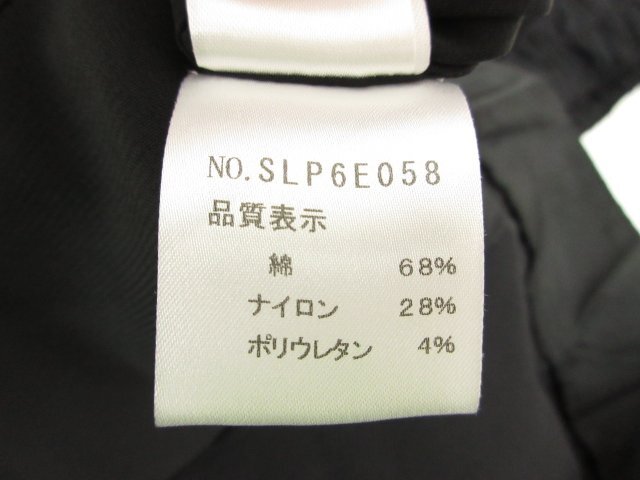 NO.SLP6E058
品質表示
綿 68%
ナイロン 28%
ポリウレタン 4%